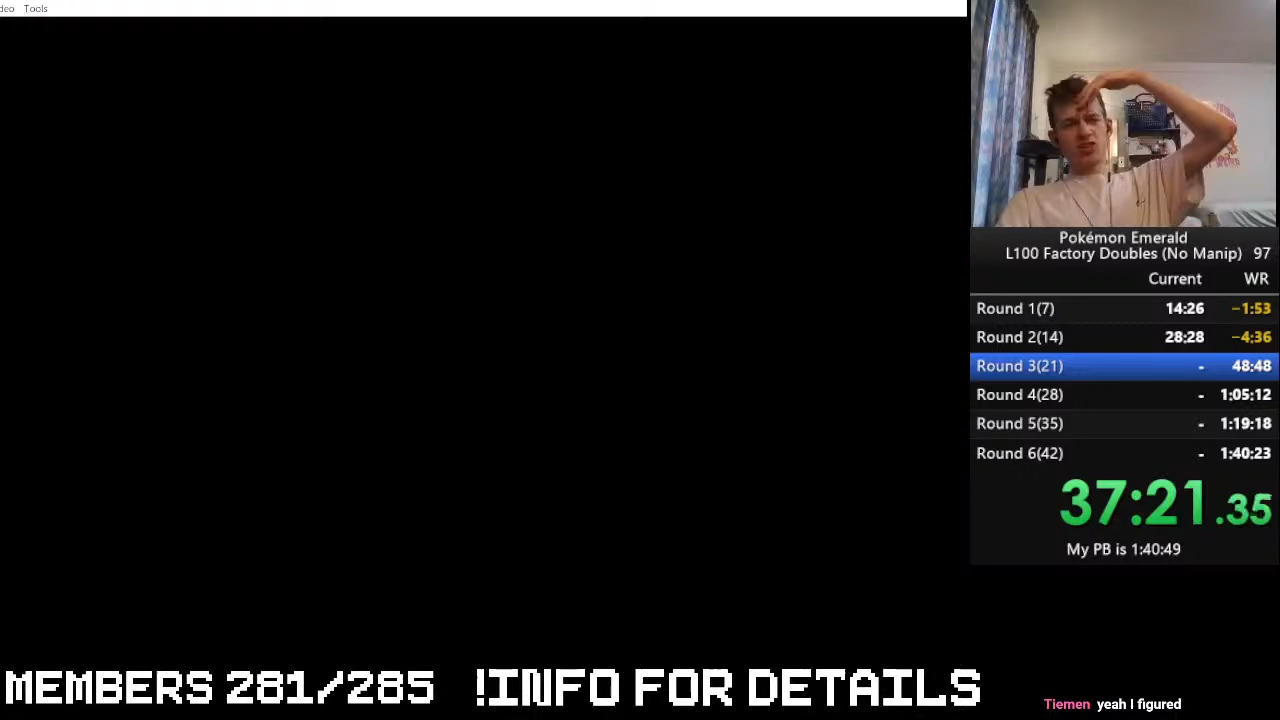 deo Tools
Pokémon Emerald
L100 Factory Doubles (No Manip) 97
Current WR
Round 1(7) 14:26 −1:53
Round 2(14) 28:28 −4:36
Round 3(21) - 48:48
Round 4(28) - 1:05:12
Round 5(35) - 1:19:18
Round 6(42) - 1:40:23
37:21.35
My PB is 1:40:49
MEMBERS 281/285 !INFO FOR DETAILS
Tiemen yeah I figured